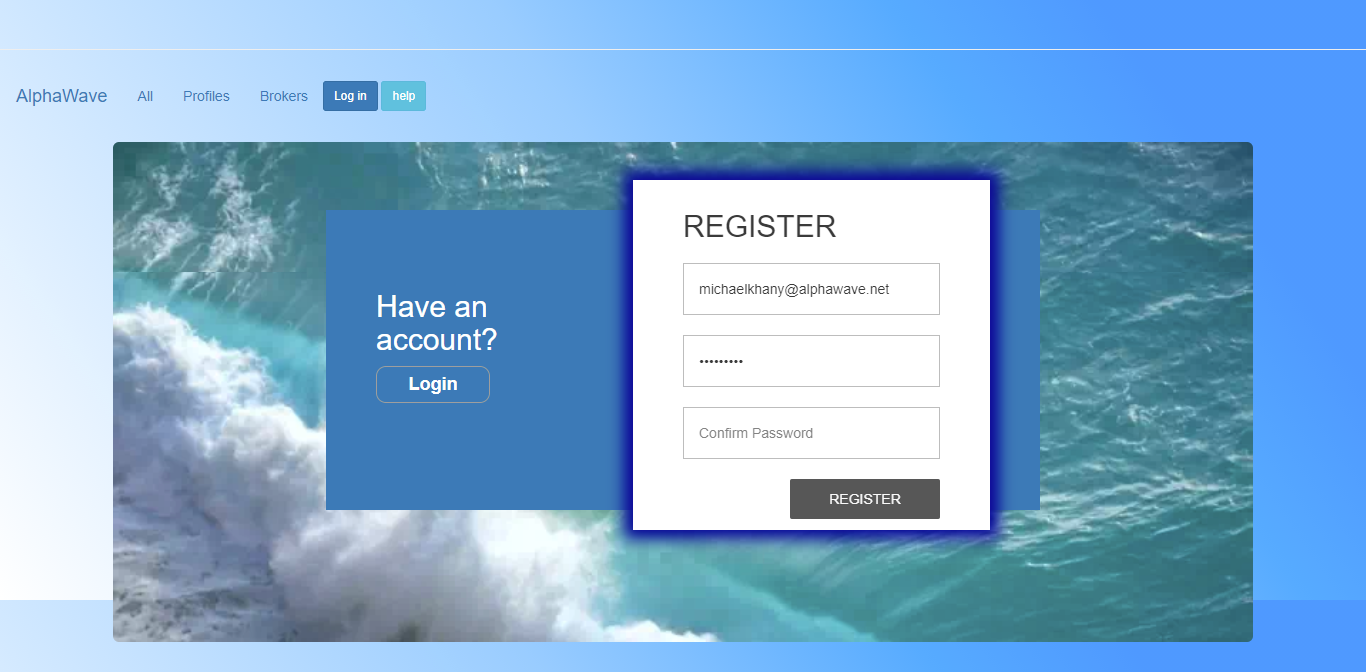 AlphaWave All Profiles Brokers Log in help
REGISTER
michaelkhany@alphawave.net
Have an
account?
•••••••••
Login
Confirm Password
REGISTER